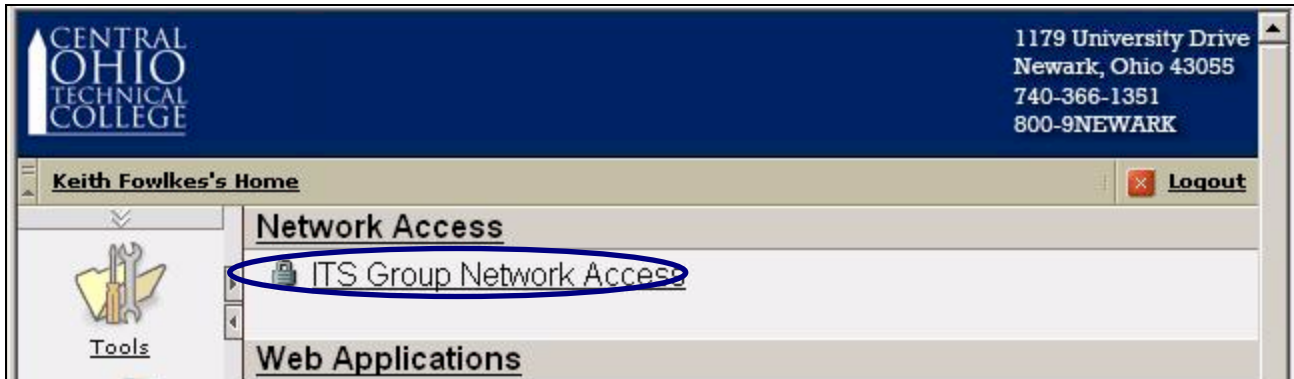 CENTRAL
OHIO
TECHNICAL
COLLEGE
1179 University Drive
Newark, Ohio 43055
740-366-1351
800-9NEWARK
Keith Fowlkes's Home
Logout
Network Access
ITS Group Network Access
Tools
Web Applications